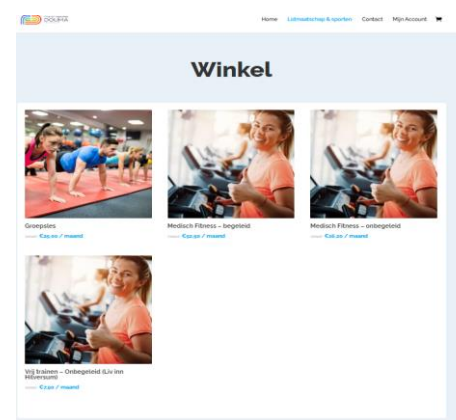 DOUMA
Home Lidmaatschap & sporten Contact Mijn Account
Winkel
Groepsles
/ maand
Medisch Fitness – begeleid
/ maand
Medisch Fitness – onbegeleid
/ maand
Vrij trainen – Onbegeleid (Liv inn
Hilversum)
/ maand